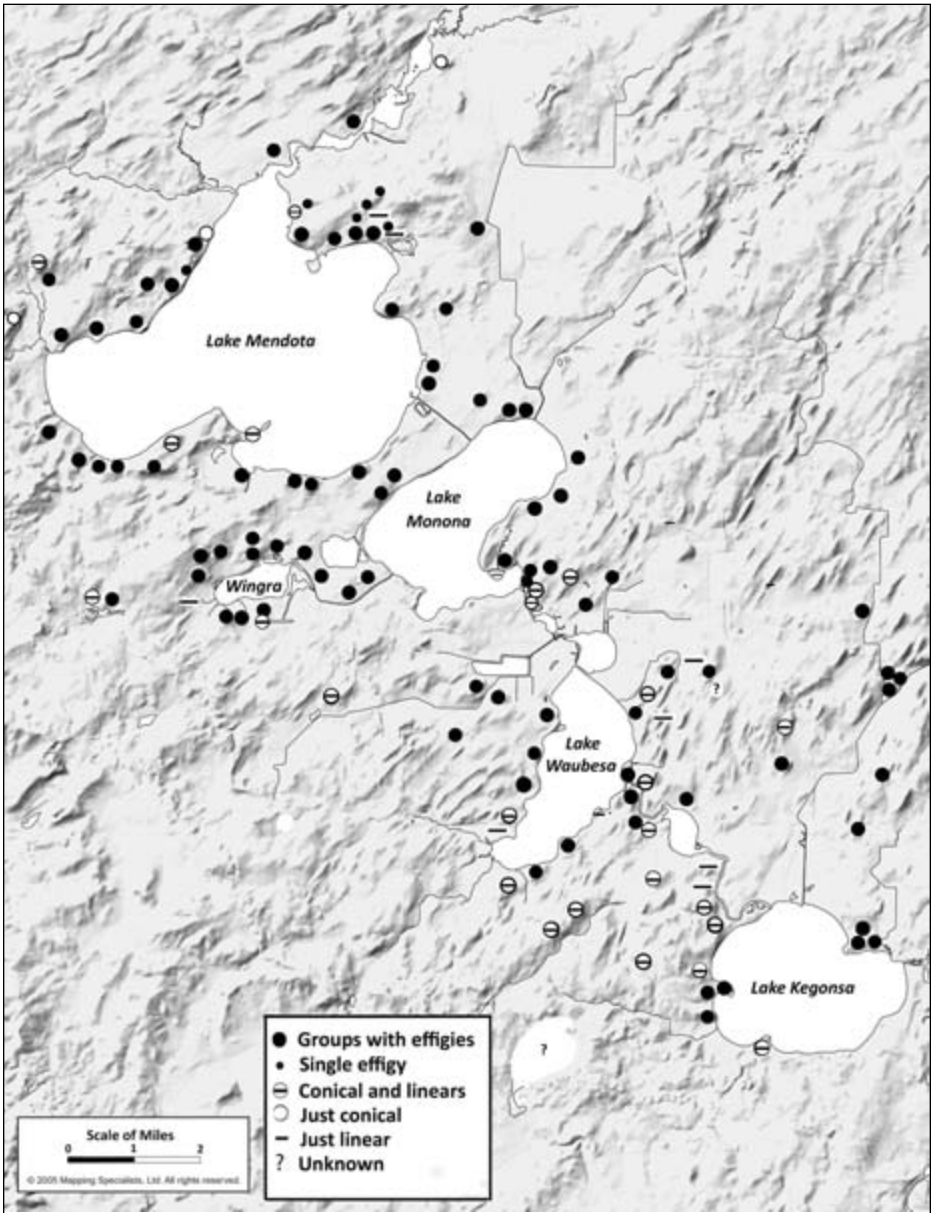 Lake Mendota
Lake
Monona
Wingra
?
Lake
Waubesa
Lake Kegonsa
?
Groups with effigies
Single effigy
Conical and linears
Just conical
Just linear
? Unknown
Scale of Miles
0 1 2
© 2005 Mapping Specialists, Ltd. All rights reserved.